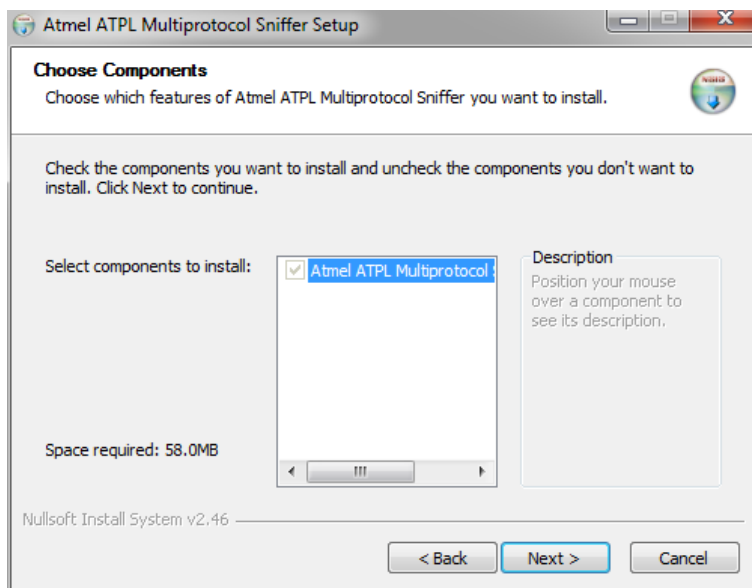 Atmel ATPL Multiprotocol Sniffer Setup
Choose Components
Choose which features of Atmel ATPL Multiprotocol Sniffer you want to install.
Check the components you want to install and uncheck the components you don't want to
install. Click Next to continue.
Select components to install:
Atmel ATPL Multiprotocol
Description
Position your mouse
over a component to
see its description.
Space required: 58.0MB
Nullsoft Install System v2.46
< Back
Next >
Cancel